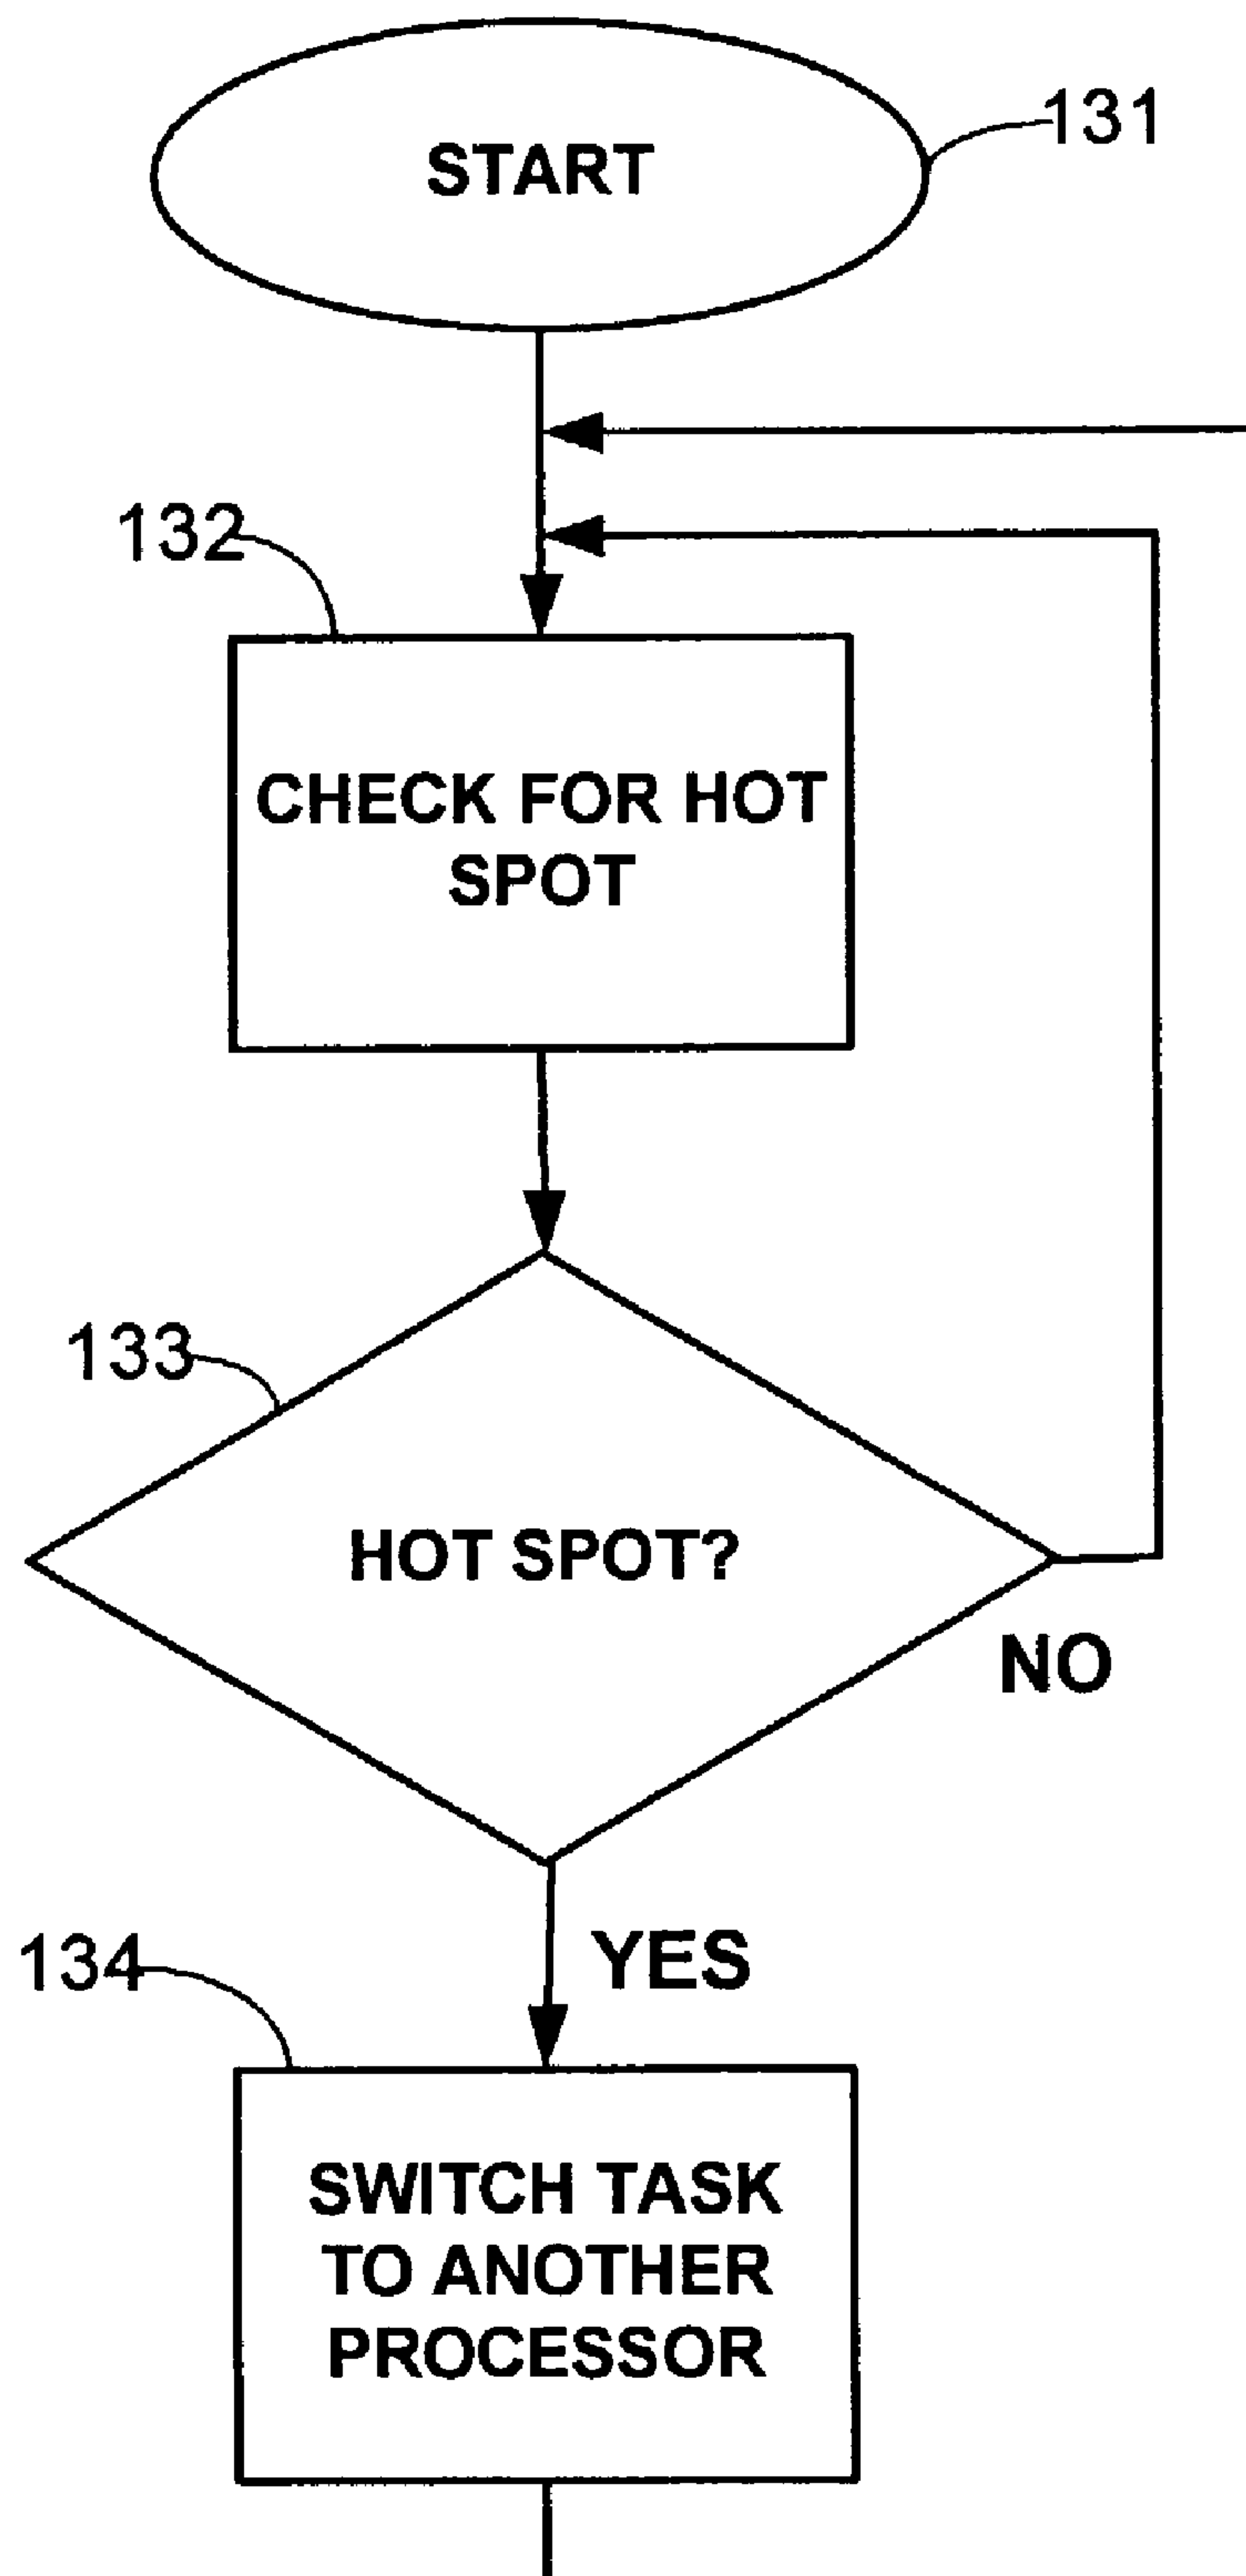 START
131
132
CHECK FOR HOT
SPOT
133
HOT SPOT?
NO
134
YES
SWITCH TASK
TO ANOTHER
PROCESSOR